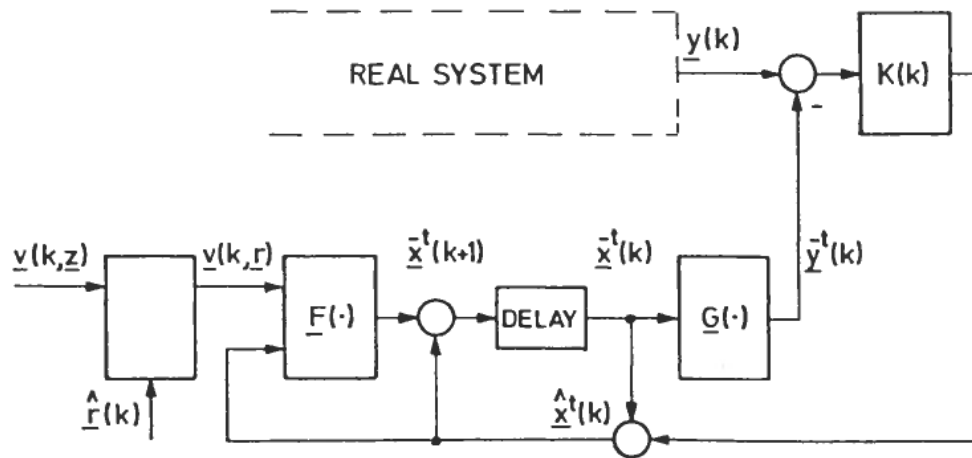 y(k)
REAL SYSTEM
K(k)
-
v(k,z)
v(k,r)
x̄ᵗ(k+1)
x̄ᵗ(k)
ȳᵗ(k)
F(·)
DELAY
G(·)
r̂(k)
x̂ᵗ(k)